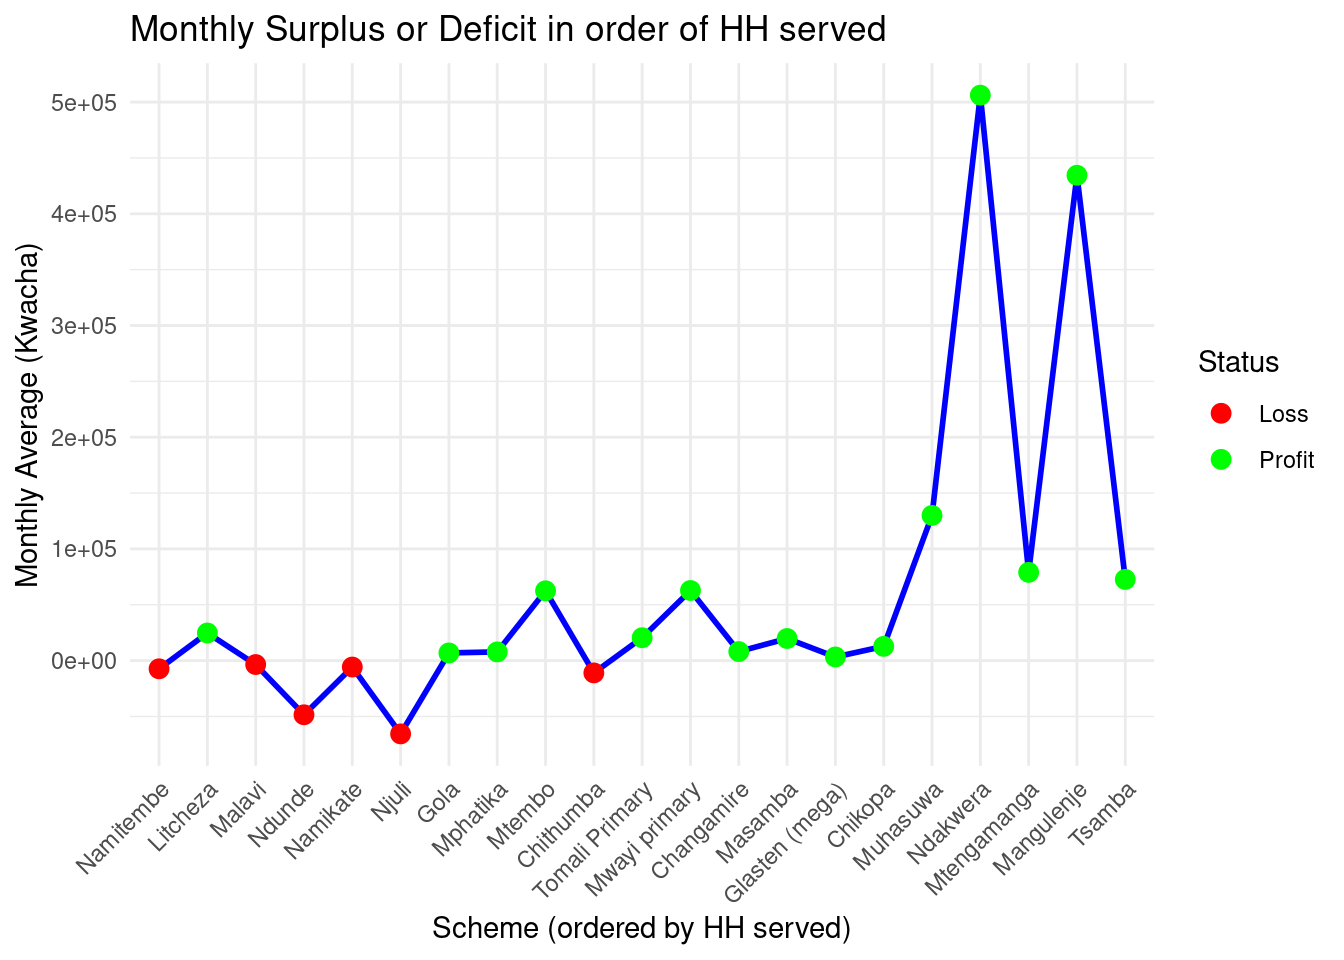 Monthly Surplus or Deficit in order of HH served
Monthly Average (Kwacha)
5e+05
4e+05
3e+05
2e+05
1e+05
0e+00
Namitembe
Litcheza
Malavi
Ndunde
Namikate
Njuli
Gola
Mphatika
Mtembo
Chithumba
Tomali Primary
Mwayi primary
Changamire
Masamba
Glasten (mega)
Chikopa
Muhasuwa
Ndakwera
Mtengamanga
Mangulenje
Tsamba
Scheme (ordered by HH served)
Status
Loss
Profit